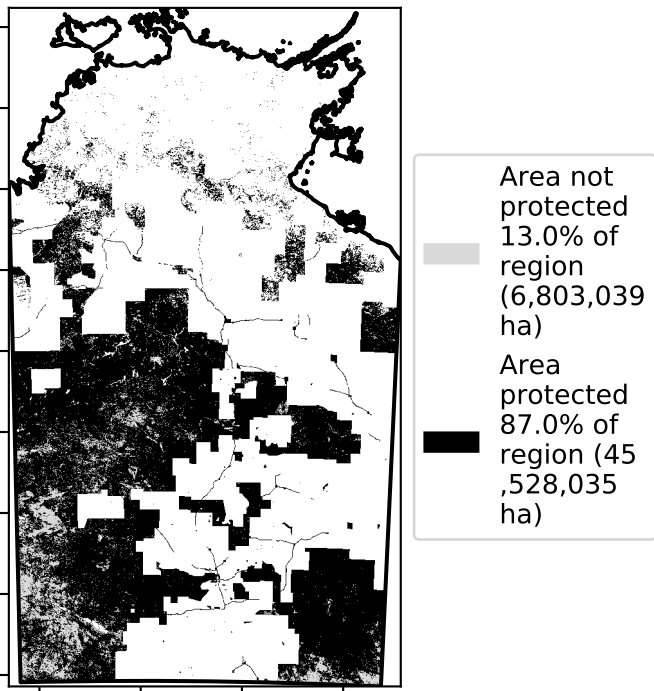 Area not
protected
13.0% of
region
(6,803,039
ha)
Area
protected
87.0% of
region (45
,528,035
ha)